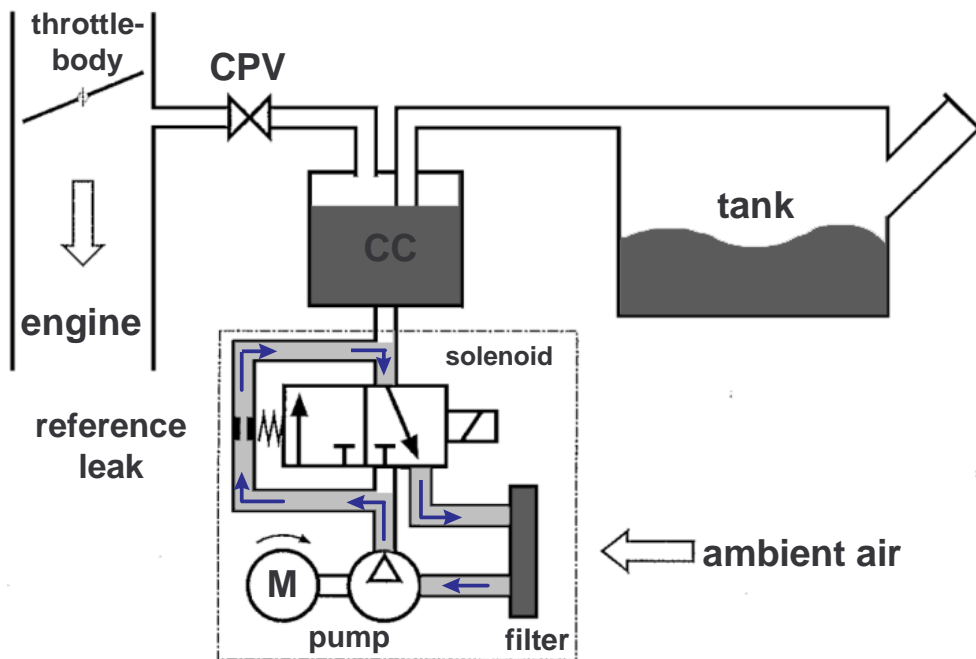 throttle-
body
CPV
tank
CC
engine
solenoid
reference
leak
ambient air
M
pump
filter